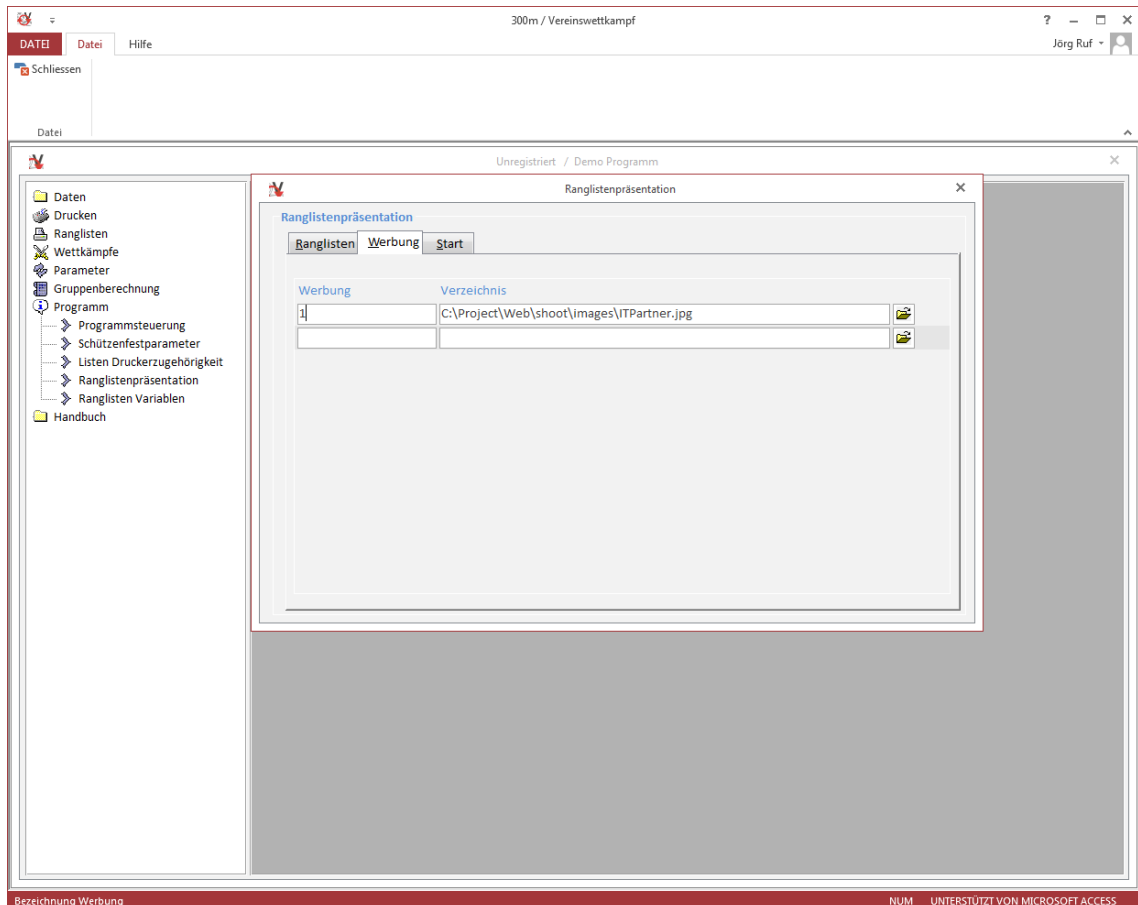 300m / Vereinswettkampf
?
DATEI Datei Hilfe Jörg Ruf
Schliessen
Datei
Unregistriert / Demo Programm
Daten
Drucken
Ranglisten
Wettkämpfe
Parameter
Gruppenberechnung
Programm
Programmsteuerung
Schützenfestparameter
Listen Druckerzugehörigkeit
Ranglistenpräsentation
Ranglisten Variablen
Handbuch
Ranglistenpräsentation
Ranglistenpräsentation
Ranglisten Werbung Start
Werbung Verzeichnis
1 C:\Project\Web\shoot\images\ITPartner.jpg
Bezeichnung Werbung NUM UNTERSTÜTZT VON MICROSOFT ACCESS